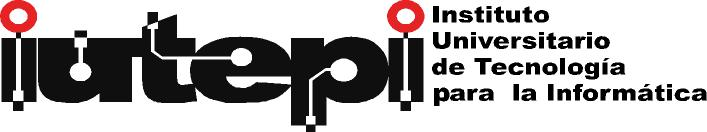 iutepi
Instituto
Universitario
de Tecnología
para la Informática